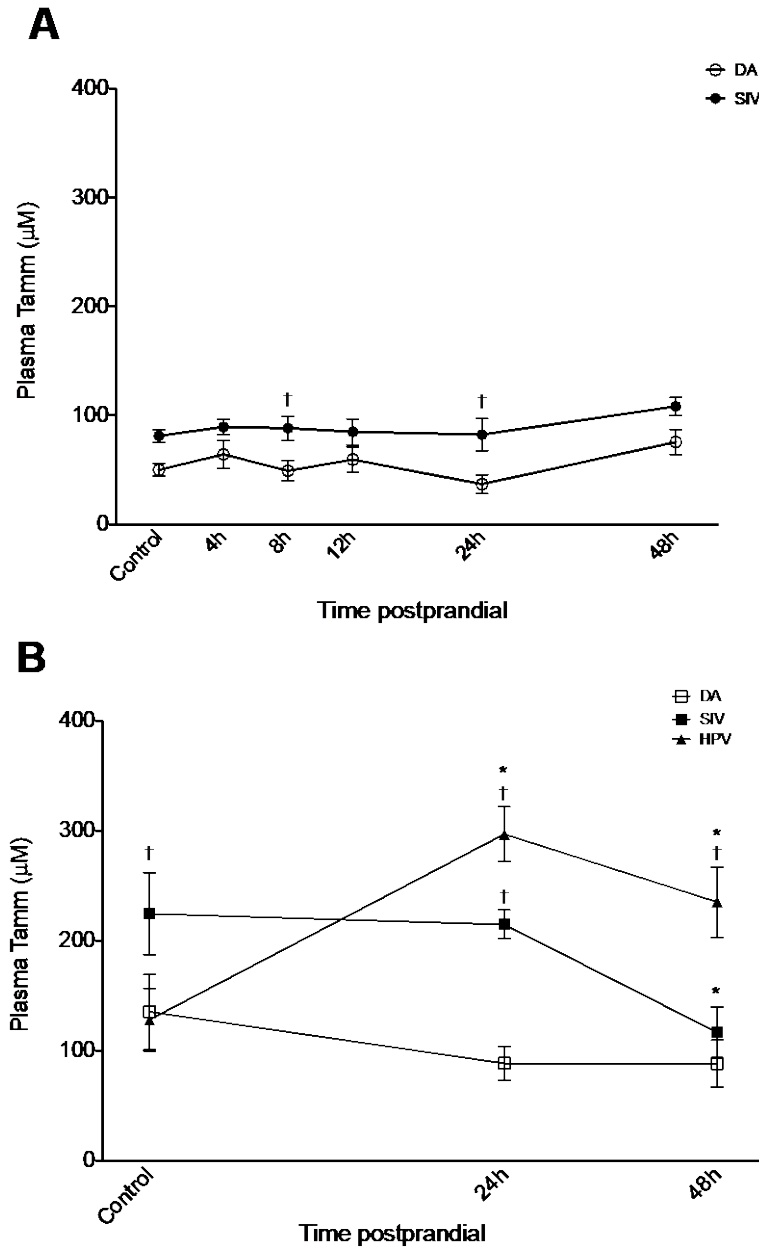 A
DA
SIV
400
300
200
100
0
Plasma Tamm (µM)
† †
Control 4h 8h 12h 24h 48h
Time postprandial
B
DA
SIV
HPV
400
300
200
100
0
Plasma Tamm (µM)
* *
† † †
†
*
Control 24h 48h
Time postprandial